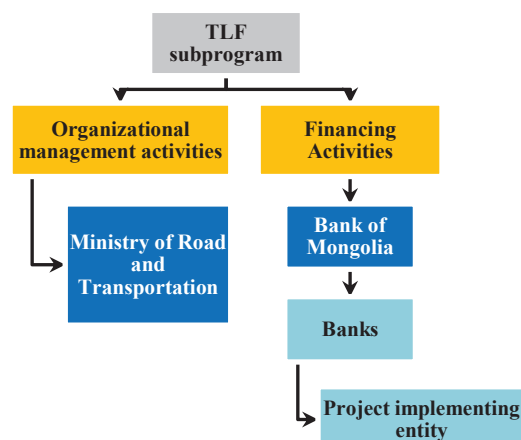 TLF
subprogram
Organizational
management activities
Financing
Activities
Ministry of Road
and
Transportation
Bank of
Mongolia
Banks
Project implementing
entity